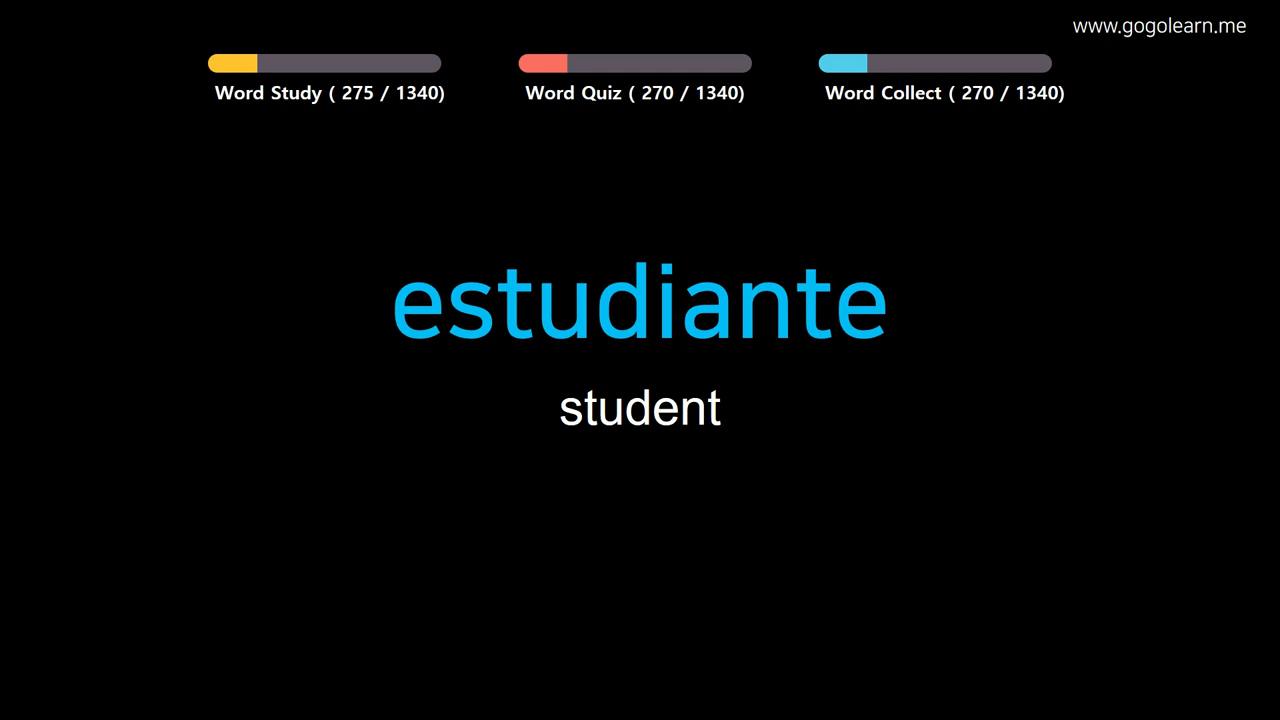 www.gogolearn.me
Word Study ( 275 / 1340)
Word Quiz ( 270 / 1340)
Word Collect ( 270 / 1340)
estudiante
student